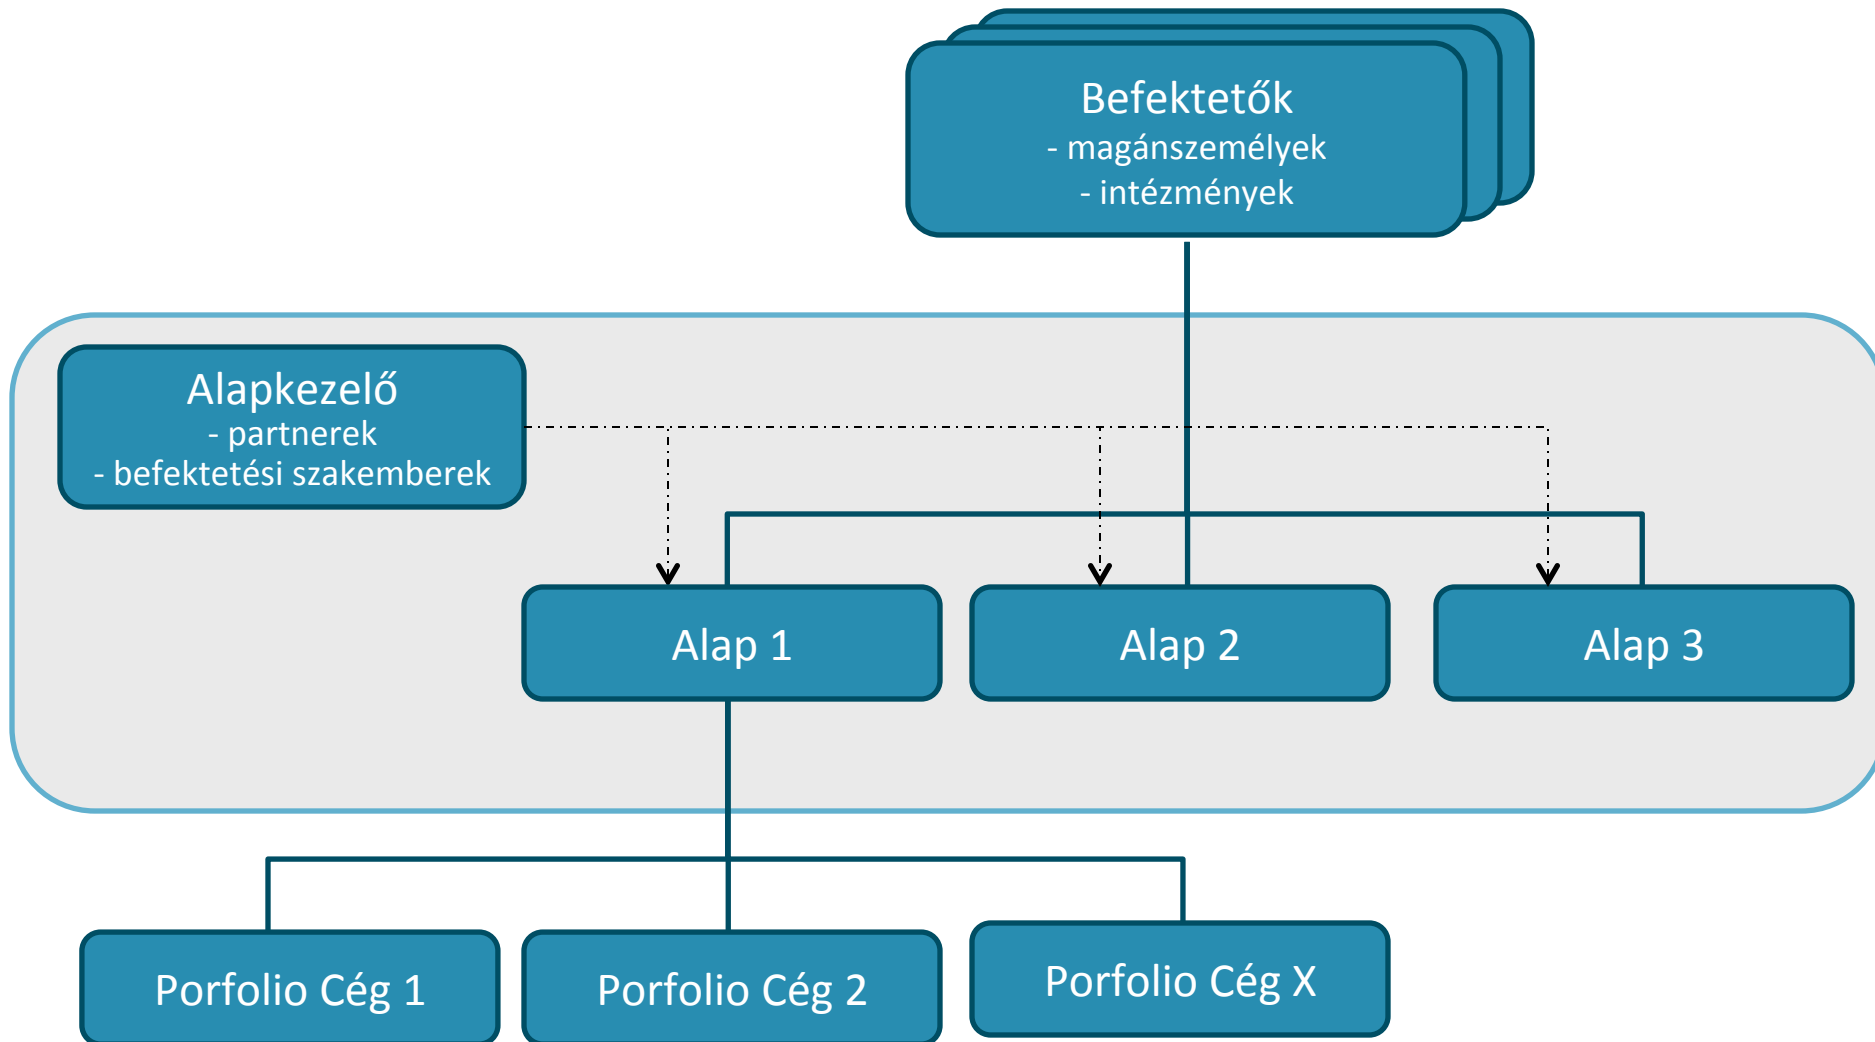 Befektetők
- magánszemélyek
- intézmények
Alapkezelő
- partnerek
- befektetési szakemberek
Alap 1
Alap 2
Alap 3
Porfolio Cég 1
Porfolio Cég 2
Porfolio Cég X